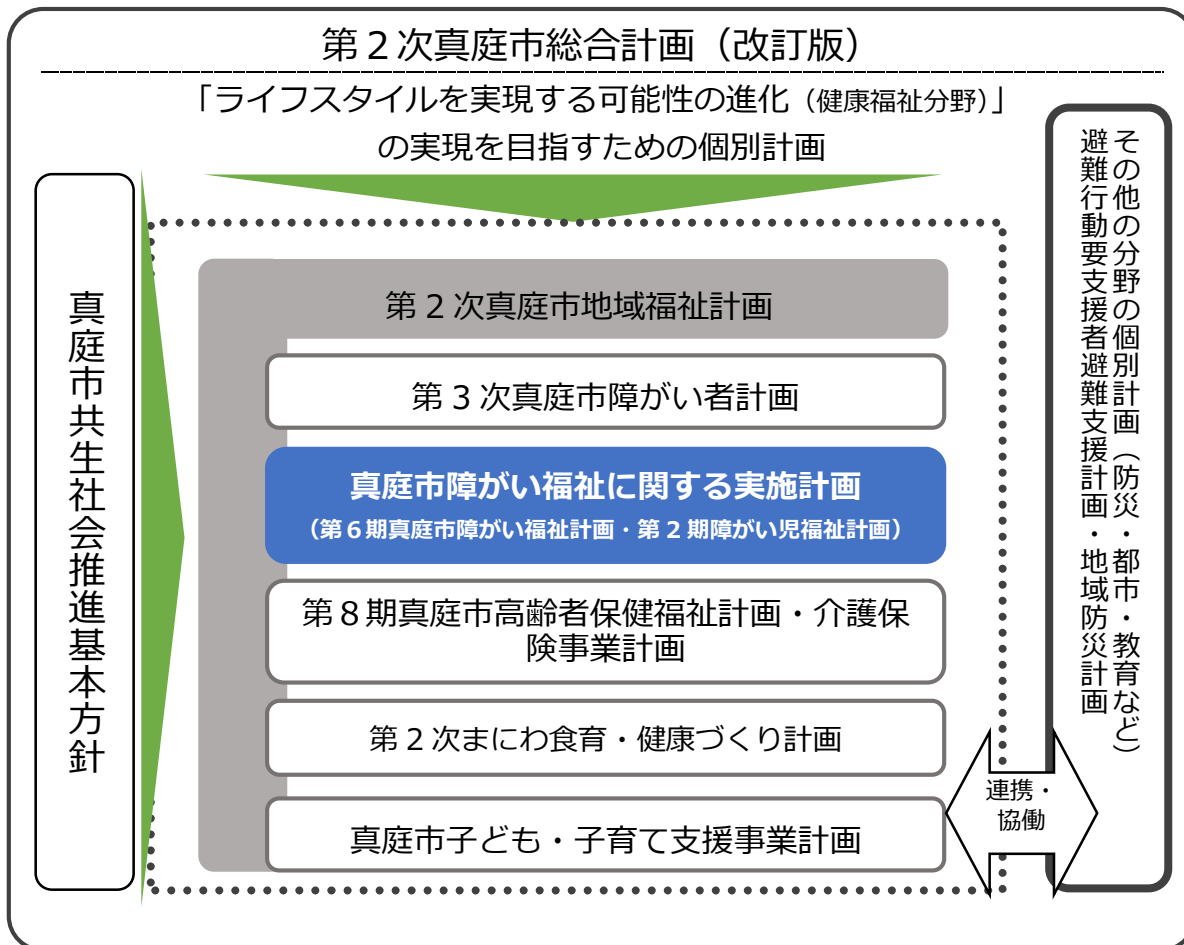 第2次真庭市総合計画（改訂版）
「ライフスタイルを実現する可能性の進化（健康福祉分野）」
の実現を目指すための個別計画
真庭市共生社会推進基本方針
第2次真庭市地域福祉計画
第3次真庭市障がい者計画
真庭市障がい福祉に関する実施計画
（第6期真庭市障がい福祉計画・第2期障がい児福祉計画）
第8期真庭市高齢者保健福祉計画・介護保
険事業計画
第2次まにわ食育・健康づくり計画
真庭市子ども・子育て支援事業計画
連携・
協働
その他の分野の個別計画（防災・都市・教育など）
避難行動要支援者避難支援計画・地域防災計画